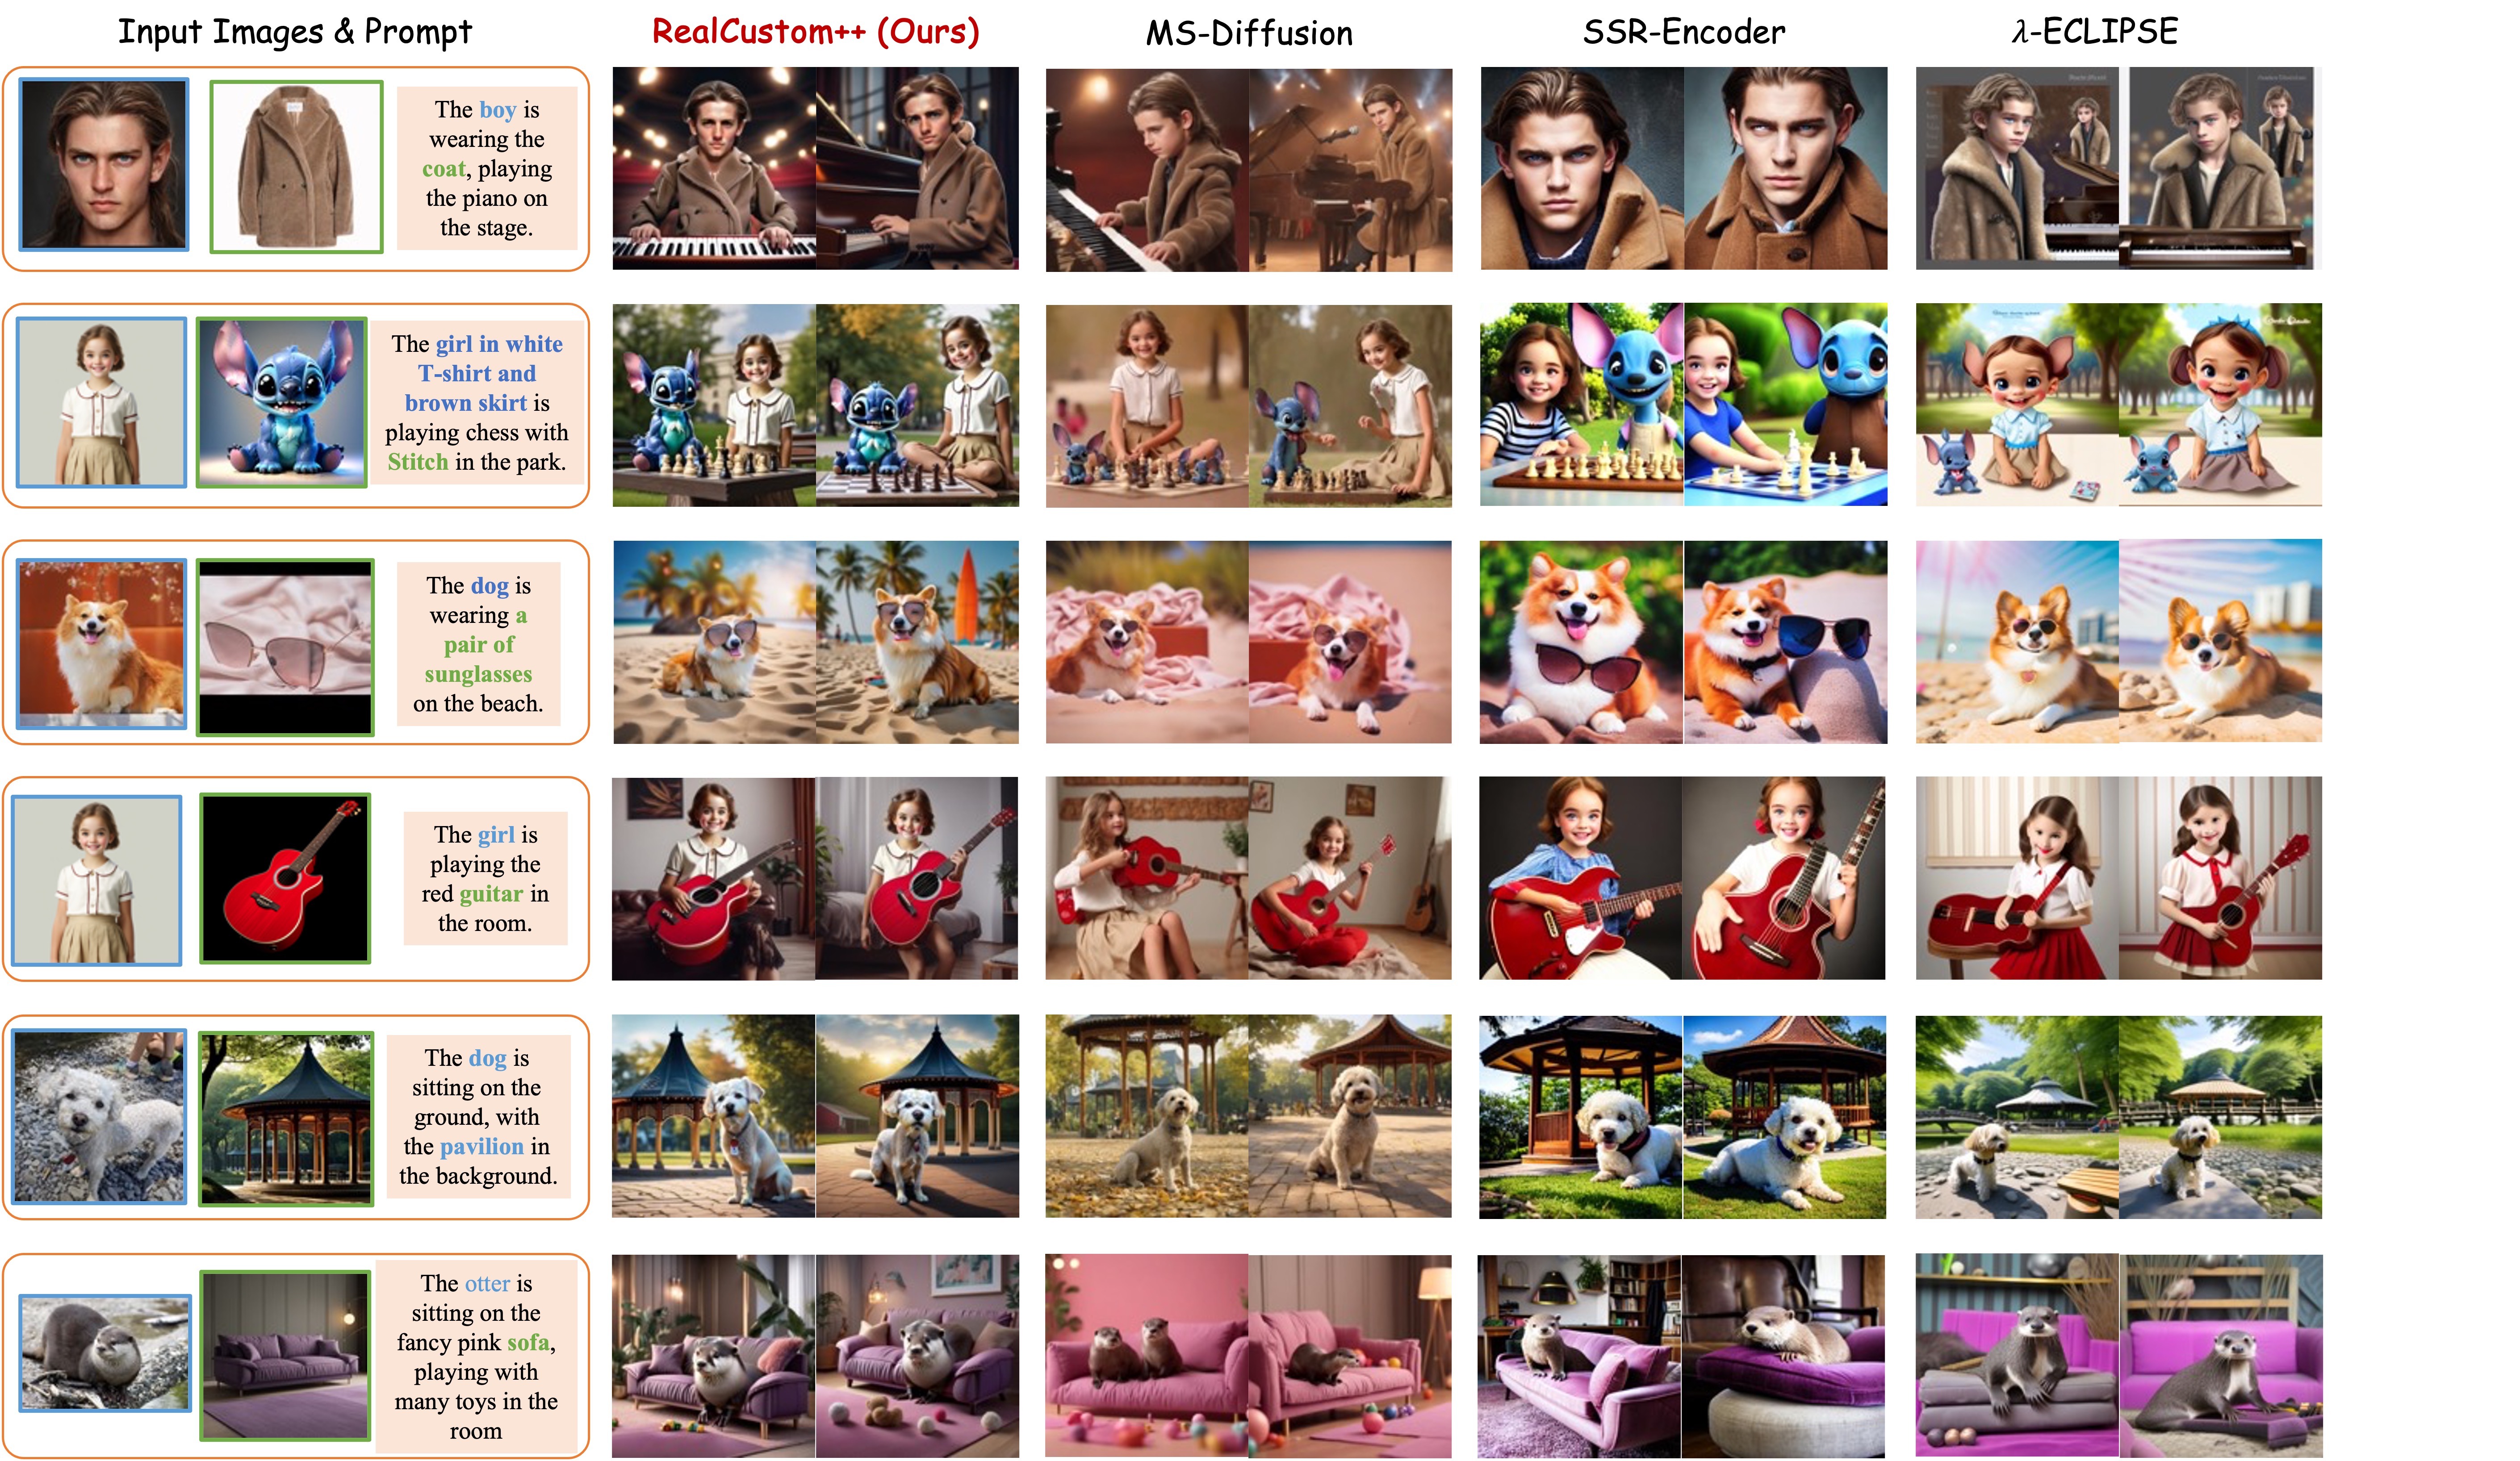 Input Images & Prompt
RealCustom++ (Ours)
MS-Diffusion
SSR-Encoder
λ-ECLIPSE
The boy is
wearing the
coat, playing
the piano on
the stage.
The girl in white
T-shirt and
brown skirt is
playing chess with
Stitch in the park.
The dog is
wearing a
pair of
sunglasses
on the beach.
The girl is
playing the
red guitar in
the room.
The dog is
sitting on the
ground, with
the pavilion in
the background.
The otter is
sitting on the
fancy pink sofa,
playing with
many toys in the
room